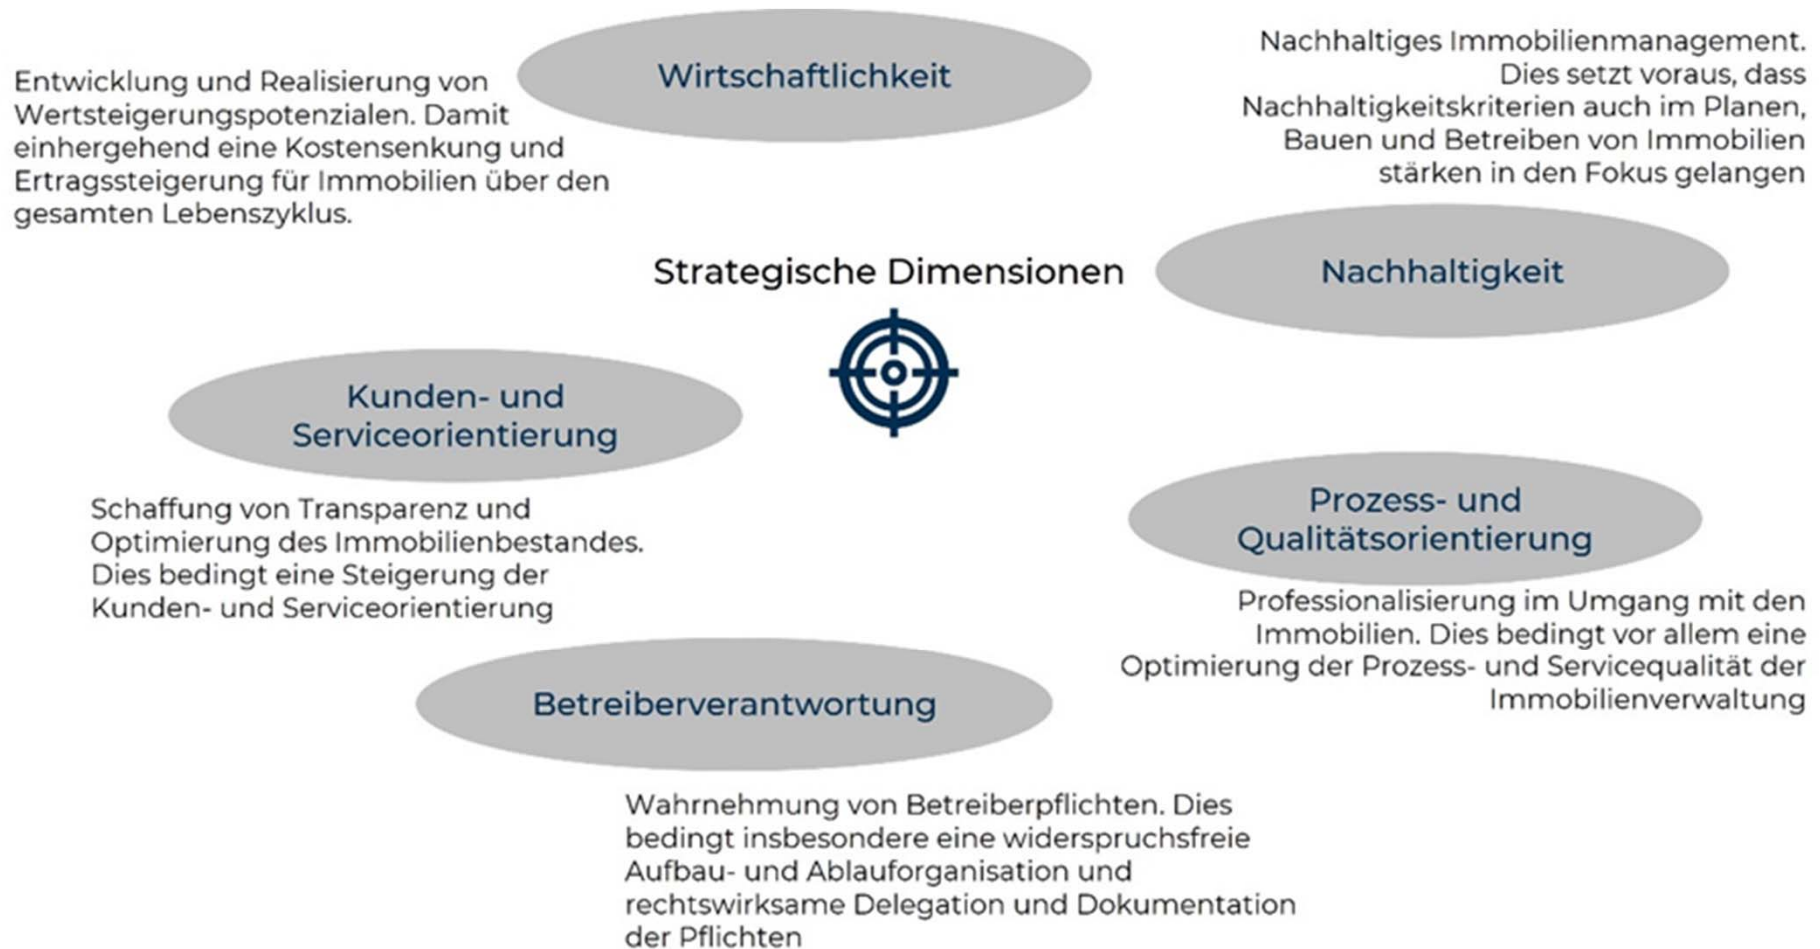 Wirtschaftlichkeit
Entwicklung und Realisierung von
Wertsteigerungspotenzialen. Damit
einhergehend eine Kostensenkung und
Ertragssteigerung für Immobilien über den
gesamten Lebenszyklus.
Nachhaltiges Immobilienmanagement.
Dies setzt voraus, dass
Nachhaltigkeitskriterien auch im Planen,
Bauen und Betreiben von Immobilien
stärken in den Fokus gelangen
Nachhaltigkeit
Strategische Dimensionen
Kunden- und
Serviceorientierung
Schaffung von Transparenz und
Optimierung des Immobilienbestandes.
Dies bedingt eine Steigerung der
Kunden- und Serviceorientierung
Prozess- und
Qualitätsorientierung
Professionalisierung im Umgang mit den
Immobilien. Dies bedingt vor allem eine
Optimierung der Prozess- und Servicequalität der
Immobilienverwaltung
Betreiberverantwortung
Wahrnehmung von Betreiberpflichten. Dies
bedingt insbesondere eine widerspruchsfreie
Aufbau- und Ablauforganisation und
rechtswirksame Delegation und Dokumentation
der Pflichten